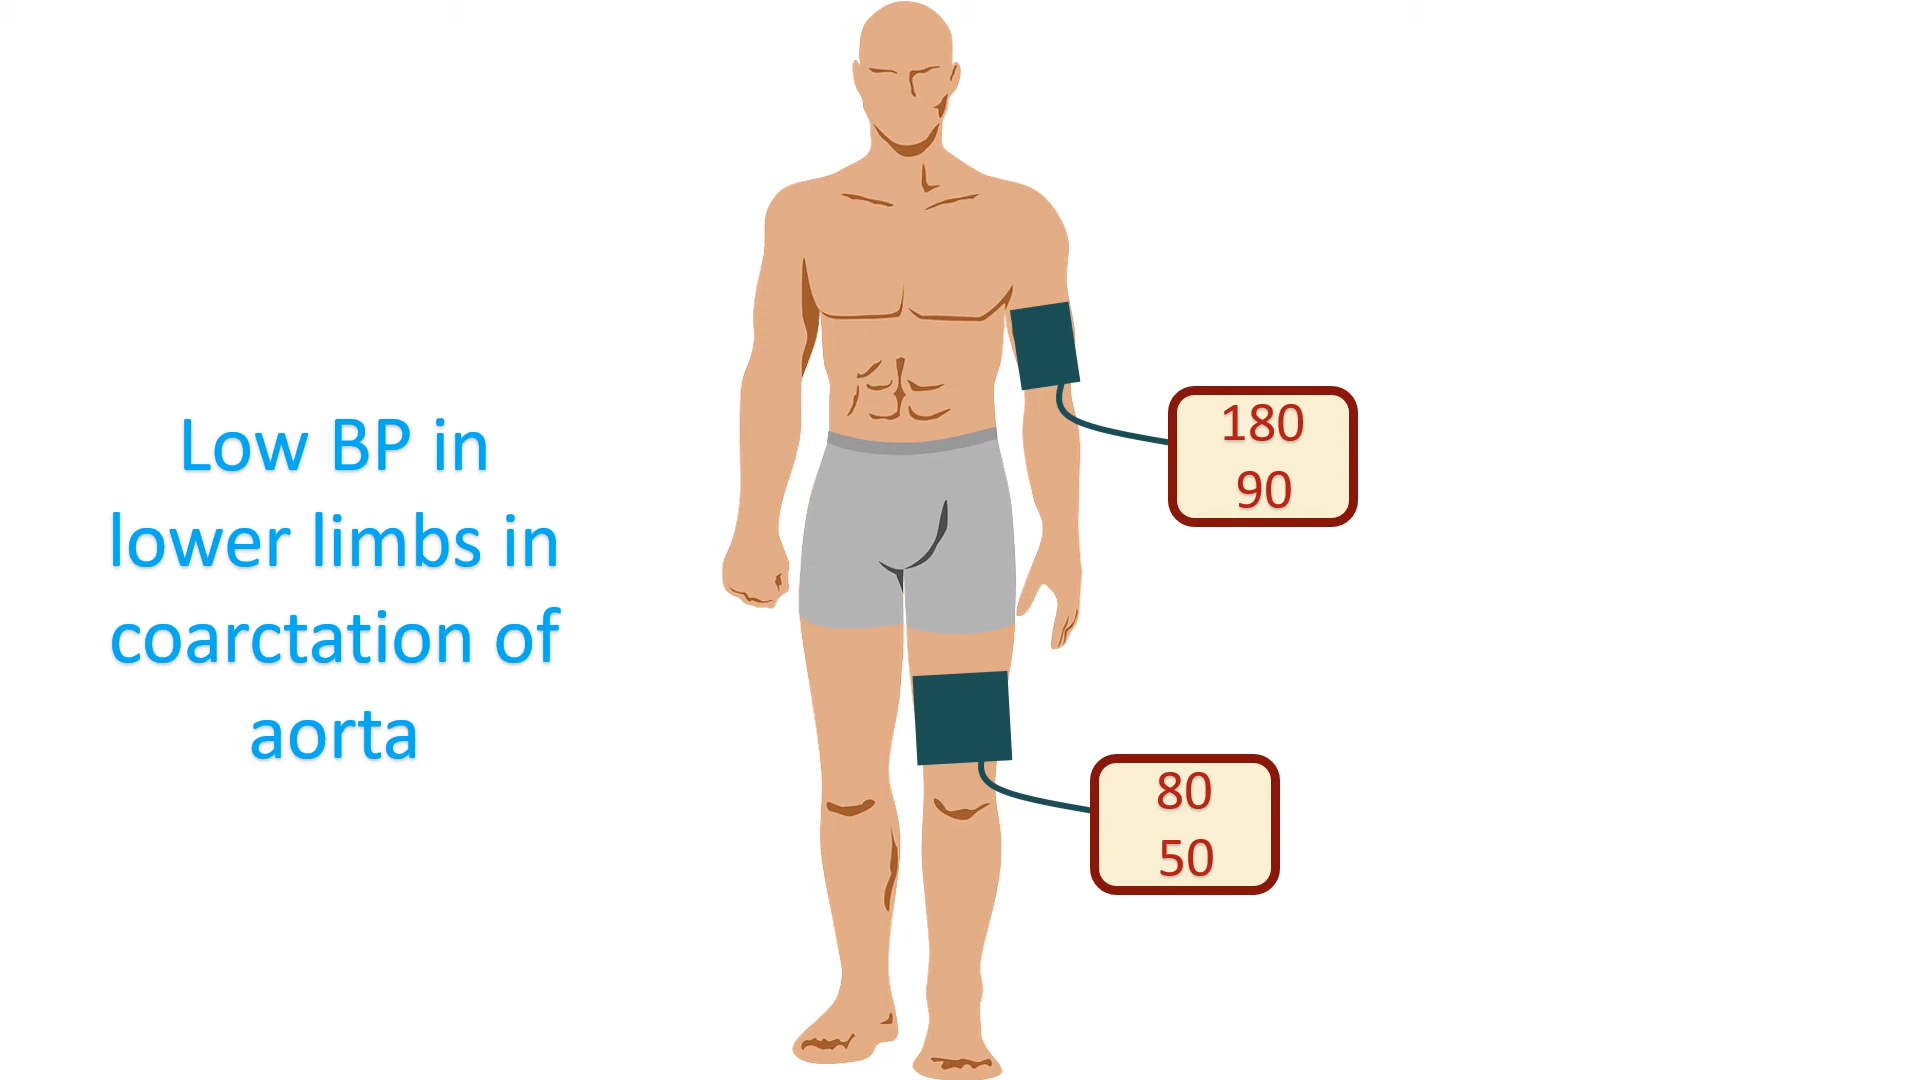 Low BP in
lower limbs in
coarctation of
aorta
180
90
80
50